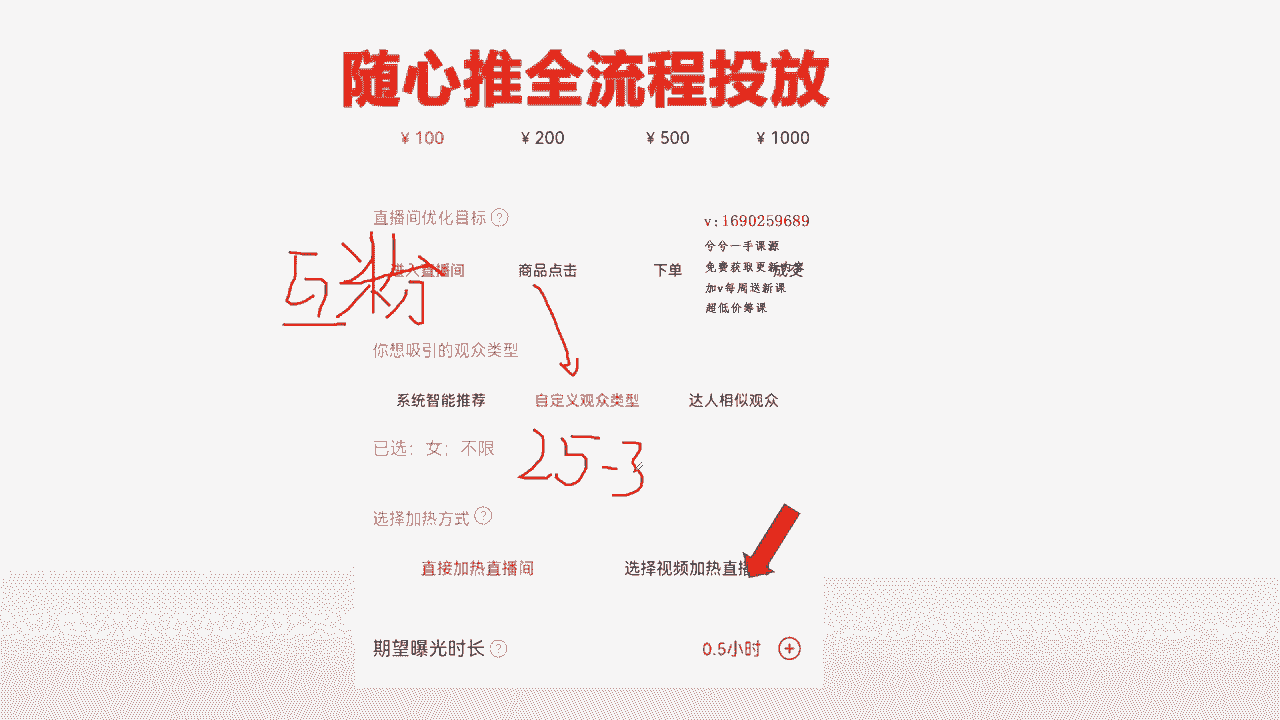 随心推全流程投放
¥ 100 ¥ 200 ¥ 500 ¥ 1000
直播间优化目标 ?
v:1690259689
分兮一手课源
免费获取更新内容
进入直播间 商品点击 下单 成交
加v每周送新课
超低价筹课
互粉
你想吸引的观众类型
系统智能推荐 自定义观众类型 达人相似观众
已选：女；不限
25-3
选择加热方式 ?
直接加热直播间 选择视频加热直播
期望曝光时长 ? 0.5小时 +